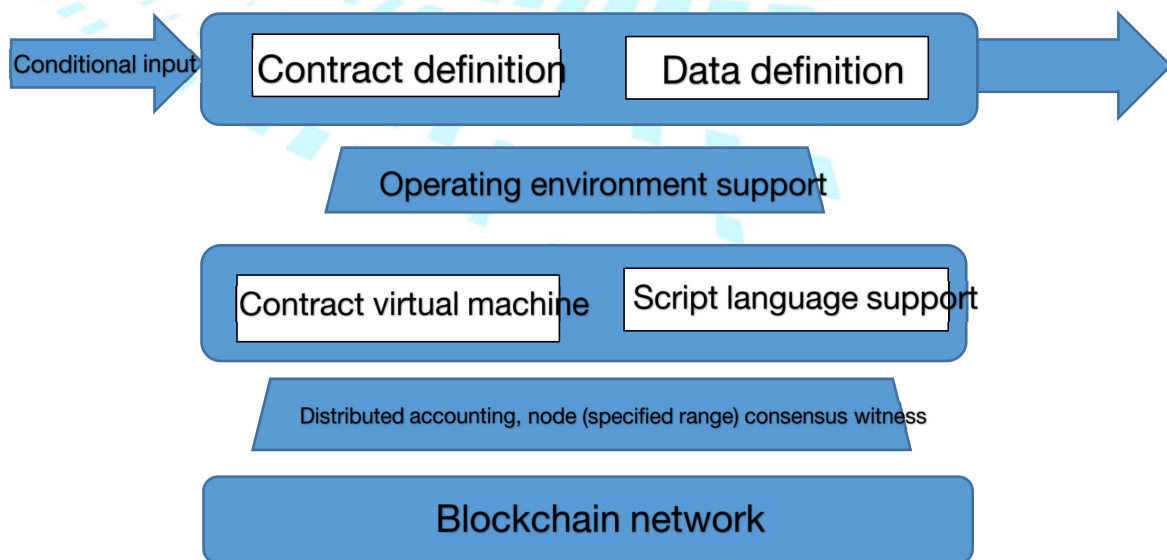 Conditional input
Contract definition
Data definition
Operating environment support
Contract virtual machine
Script language support
Distributed accounting, node (specified range) consensus witness
Blockchain network